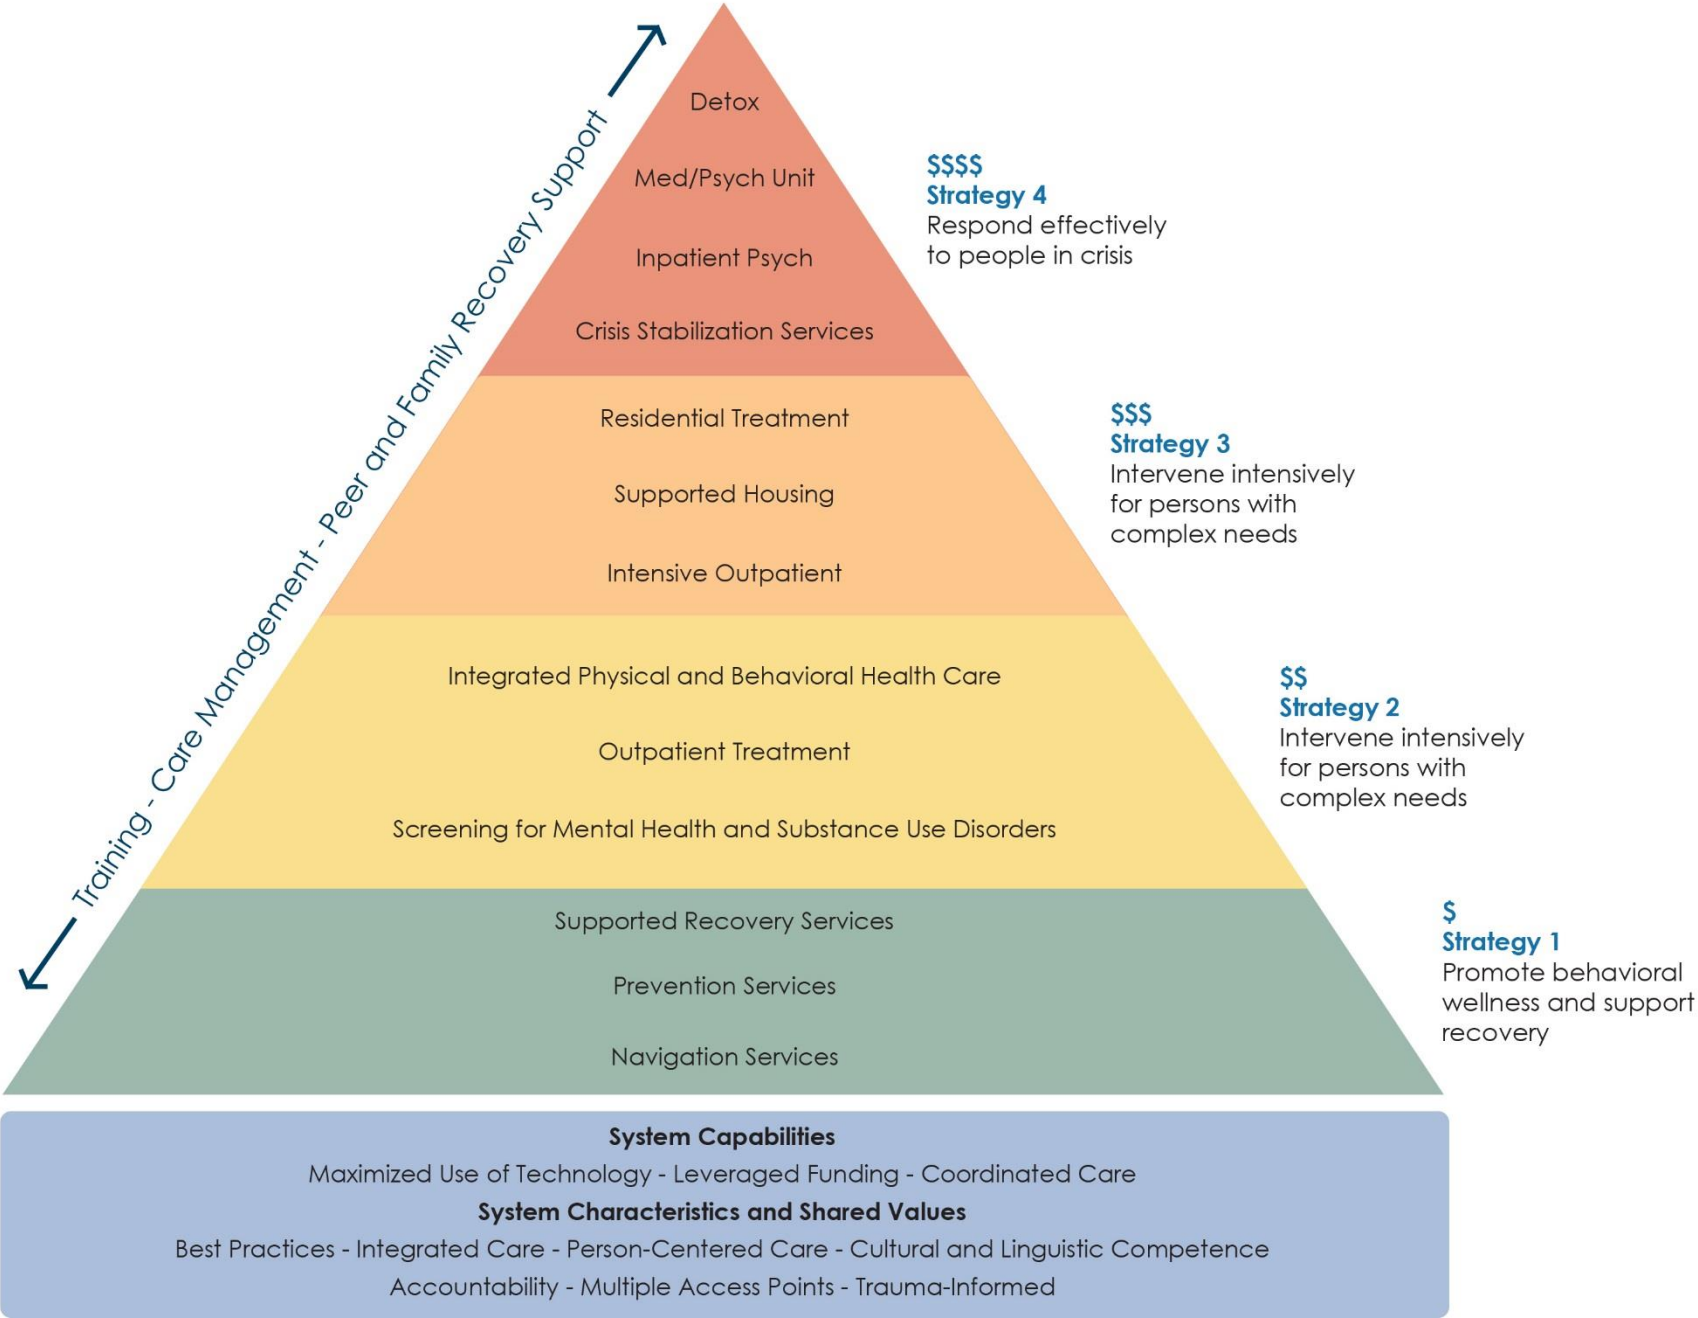 Training - Care Management - Peer and Family Recovery Support
Detox
Med/Psych Unit
Inpatient Psych
Crisis Stabilization Services
$$$$
Strategy 4
Respond effectively
to people in crisis
Residential Treatment
Supported Housing
Intensive Outpatient
$$$
Strategy 3
Intervene intensively
for persons with
complex needs
Integrated Physical and Behavioral Health Care
Outpatient Treatment
Screening for Mental Health and Substance Use Disorders
$$
Strategy 2
Intervene intensively
for persons with
complex needs
Supported Recovery Services
Prevention Services
Navigation Services
$
Strategy 1
Promote behavioral
wellness and support
recovery
System Capabilities
Maximized Use of Technology - Leveraged Funding - Coordinated Care
System Characteristics and Shared Values
Best Practices - Integrated Care - Person-Centered Care - Cultural and Linguistic Competence
Accountability - Multiple Access Points - Trauma-Informed